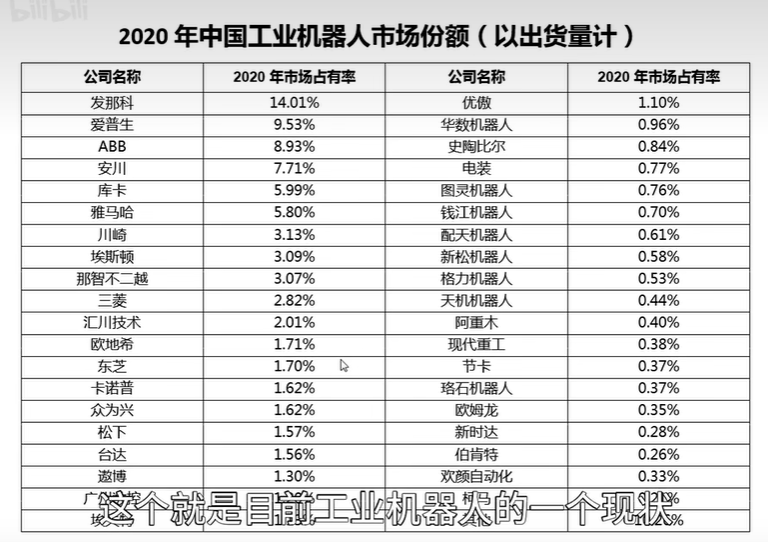 bilibili
2020 年中国工业机器人市场份额（以出货量计）
公司名称 2020 年市场占有率 公司名称 2020 年市场占有率
发那科 14.01% 优傲 1.10%
爱普生 9.53% 华数机器人 0.96%
ABB 8.93% 史陶比尔 0.84%
安川 7.71% 电装 0.77%
库卡 5.99% 图灵机器人 0.76%
雅马哈 5.80% 钱江机器人 0.70%
川崎 3.13% 配天机器人 0.61%
埃斯顿 3.09% 新松机器人 0.58%
那智不二越 3.07% 格力机器人 0.53%
三菱 2.82% 天机机器人 0.44%
汇川技术 2.01% 阿童木 0.40%
欧地希 1.71% 现代重工 0.38%
东芝 1.70% 节卡 0.37%
卡诺普 1.62% 珞石机器人 0.37%
众为兴 1.62% 欧姆龙 0.35%
松下 1.57% 新时达 0.28%
台达 1.56% 伯肯特 0.26%
遨博 1.30% 欢颜自动化 0.33%
这个就是目前工业机器人的一个现状